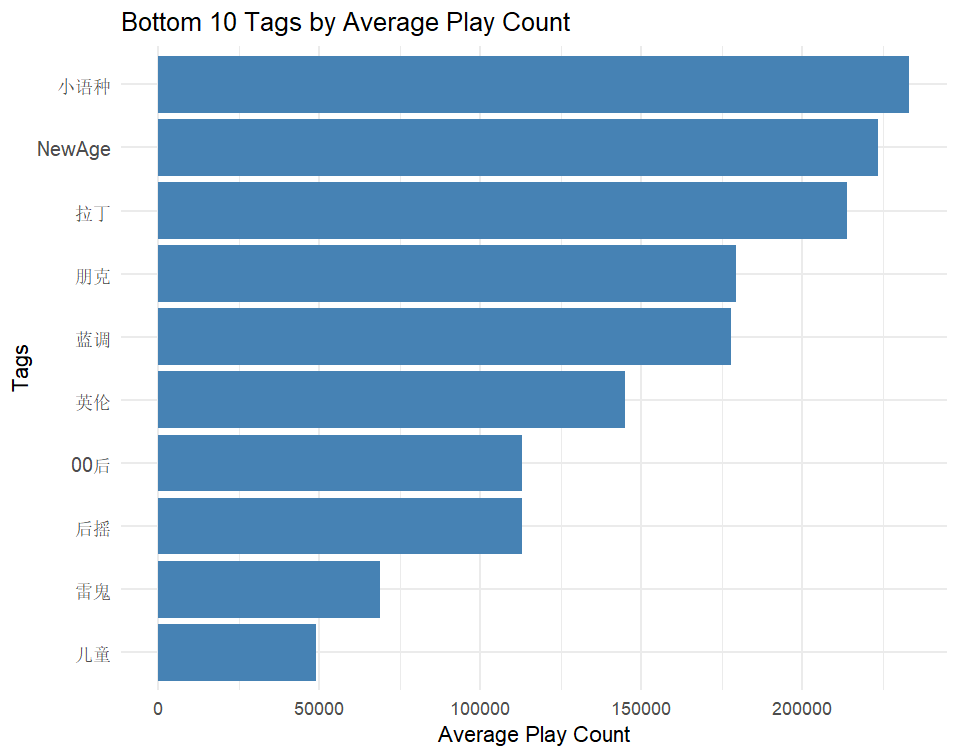 Bottom 10 Tags by Average Play Count
小语种
NewAge
拉丁
朋克
蓝调
英伦
00后
后摇
雷鬼
儿童
Tags
0 50000 100000 150000 200000
Average Play Count